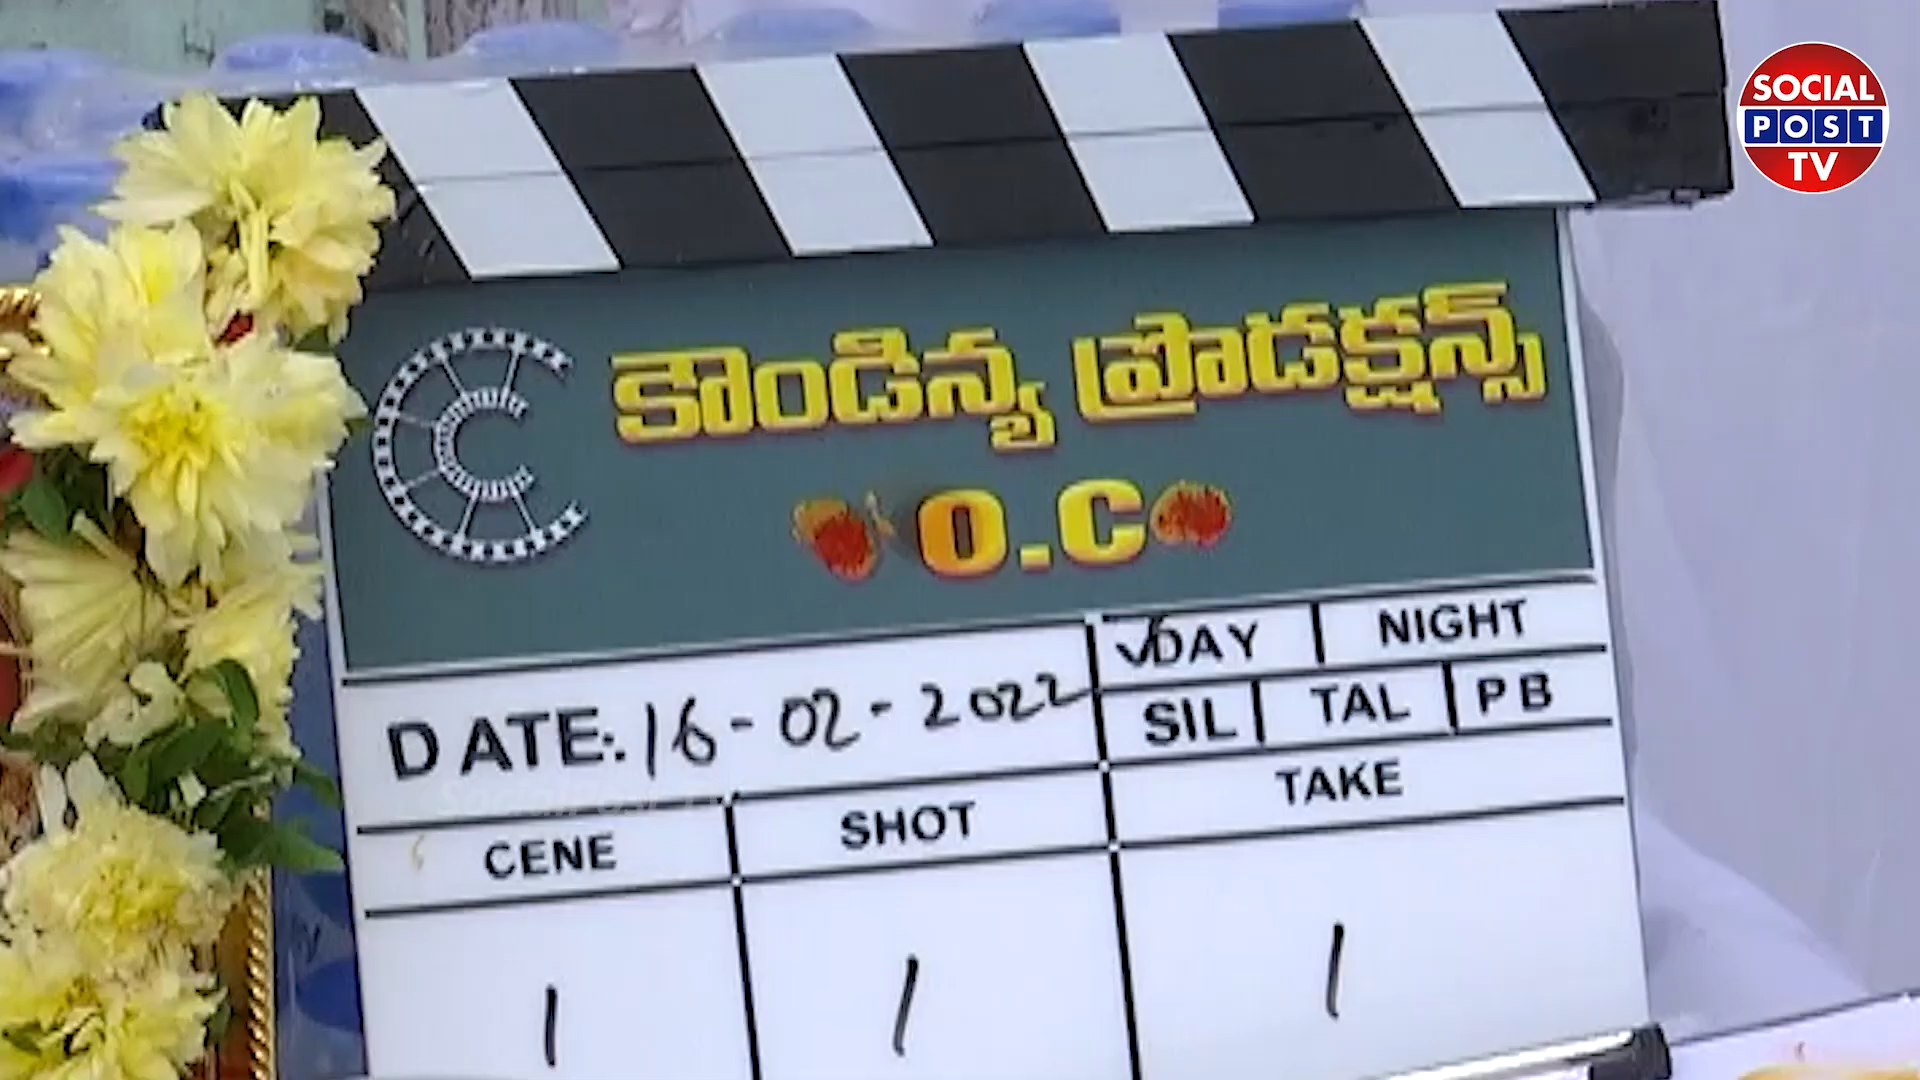 SOCIAL
POST
TV
కౌండిన్య ప్రొడక్షన్స్
O.C
DAY NIGHT
DATE: 16-02-2022
SIL TAL PB
TAKE
CENE SHOT
1 1 1